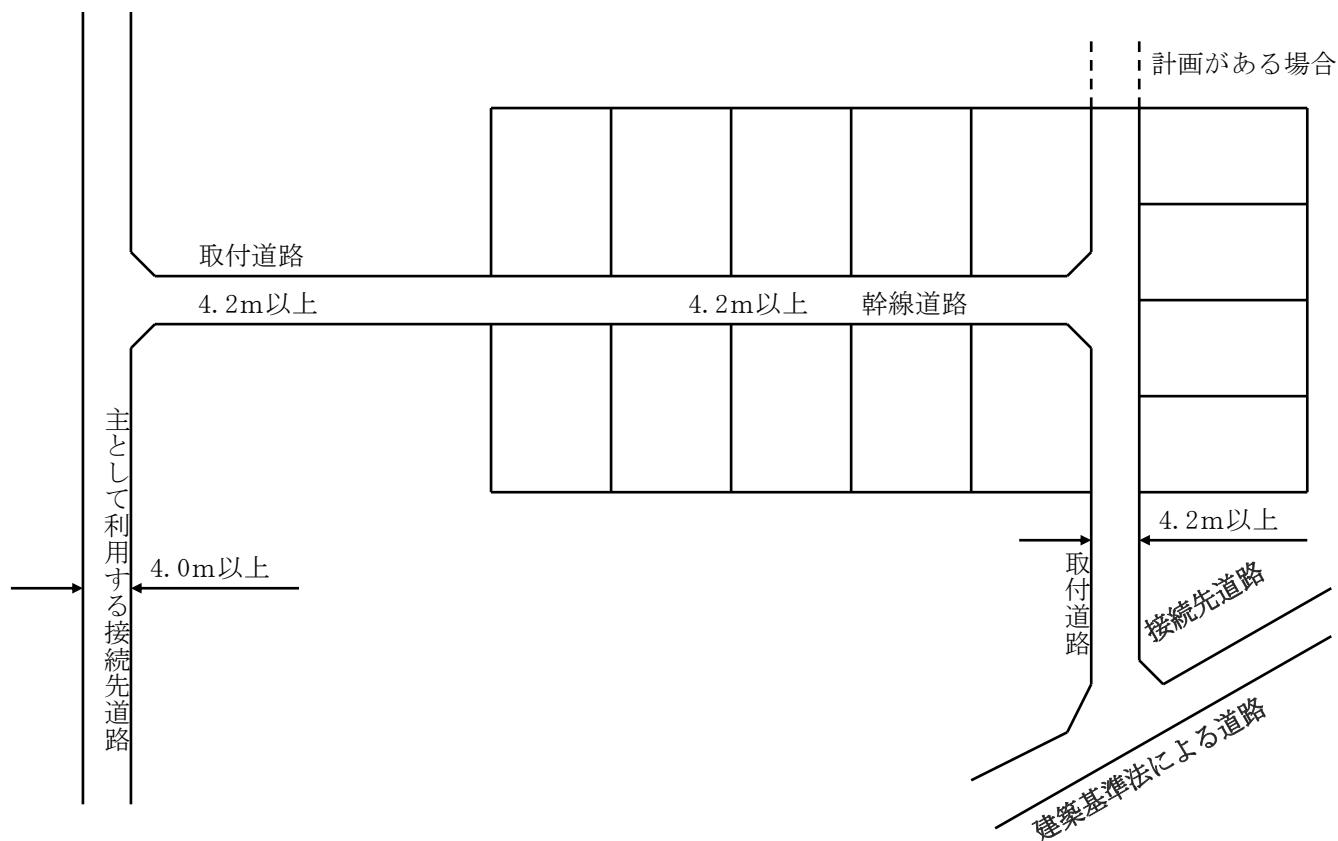 計画がある場合
取付道路
4.2m以上
4.2m以上
幹線道路
主として利用する接続先道路
4.0m以上
4.2m以上
取付道路
接続先道路
建築基準法による道路